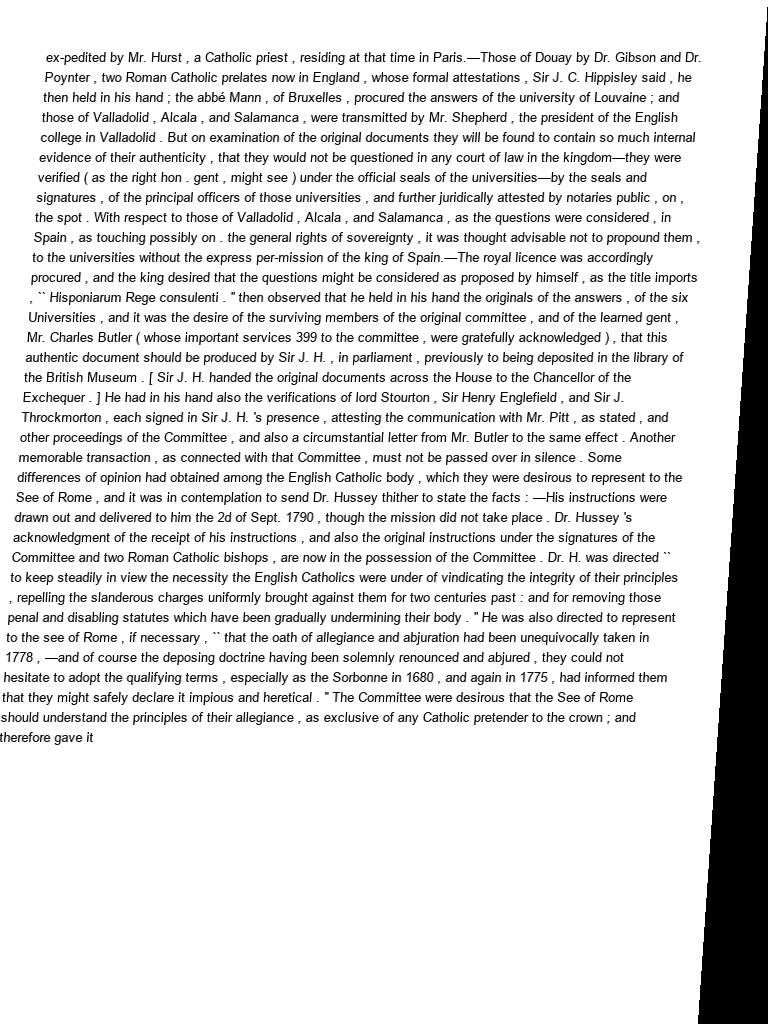 ex-pedited by Mr. Hurst , a Catholic priest , residing at that time in Paris.—Those of Douay by Dr. Gibson and Dr.
Poynter , two Roman Catholic prelates now in England , whose formal attestations , Sir J. C. Hippisley said , he
then held in his hand ; the abbé Mann , of Bruxelles , procured the answers of the university of Louvaine ; and
those of Valladolid , Alcala , and Salamanca , were transmitted by Mr. Shepherd , the president of the English
college in Valladolid . But on examination of the original documents they will be found to contain so much internal
evidence of their authenticity , that they would not be questioned in any court of law in the kingdom—they were
verified ( as the right hon . gent , might see ) under the official seals of the universities—by the seals and
signatures , of the principal officers of those universities , and further juridically attested by notaries public , on ,
the spot . With respect to those of Valladolid , Alcala , and Salamanca , as the questions were considered , in
Spain , as touching possibly on . the general rights of sovereignty , it was thought advisable not to propound them ,
to the universities without the express per-mission of the king of Spain.—The royal licence was accordingly
procured , and the king desired that the questions might be considered as proposed by himself , as the title imports
, `` Hisponiarum Rege consulenti . " then observed that he held in his hand the originals of the answers , of the six
Universities , and it was the desire of the surviving members of the original committee , and of the learned gent ,
Mr. Charles Butler ( whose important services 399 to the committee , were gratefully acknowledged ) , that this
authentic document should be produced by Sir J. H. , in parliament , previously to being deposited in the library of
the British Museum . [ Sir J. H. handed the original documents across the House to the Chancellor of the
Exchequer . ] He had in his hand also the verifications of lord Stourton , Sir Henry Englefield , and Sir J.
Throckmorton , each signed in Sir J. H. 's presence , attesting the communication with Mr. Pitt , as stated , and
other proceedings of the Committee , and also a circumstantial letter from Mr. Butler to the same effect . Another
memorable transaction , as connected with that Committee , must not be passed over in silence . Some
differences of opinion had obtained among the English Catholic body , which they were desirous to represent to the
See of Rome , and it was in contemplation to send Dr. Hussey thither to state the facts : —His instructions were
drawn out and delivered to him the 2d of Sept. 1790 , though the mission did not take place . Dr. Hussey 's
acknowledgment of the receipt of his instructions , and also the original instructions under the signatures of the
Committee and two Roman Catholic bishops , are now in the possession of the Committee . Dr. H. was directed ``
to keep steadily in view the necessity the English Catholics were under of vindicating the integrity of their principles
, repelling the slanderous charges uniformly brought against them for two centuries past : and for removing those
penal and disabling statutes which have been gradually undermining their body . " He was also directed to represent
to the see of Rome , if necessary , `` that the oath of allegiance and abjuration had been unequivocally taken in
1778 , —and of course the deposing doctrine having been solemnly renounced and abjured , they could not
hesitate to adopt the qualifying terms , especially as the Sorbonne in 1680 , and again in 1775 , had informed them
that they might safely declare it impious and heretical . " The Committee were desirous that the See of Rome
should understand the principles of their allegiance , as exclusive of any Catholic pretender to the crown ; and
therefore gave it